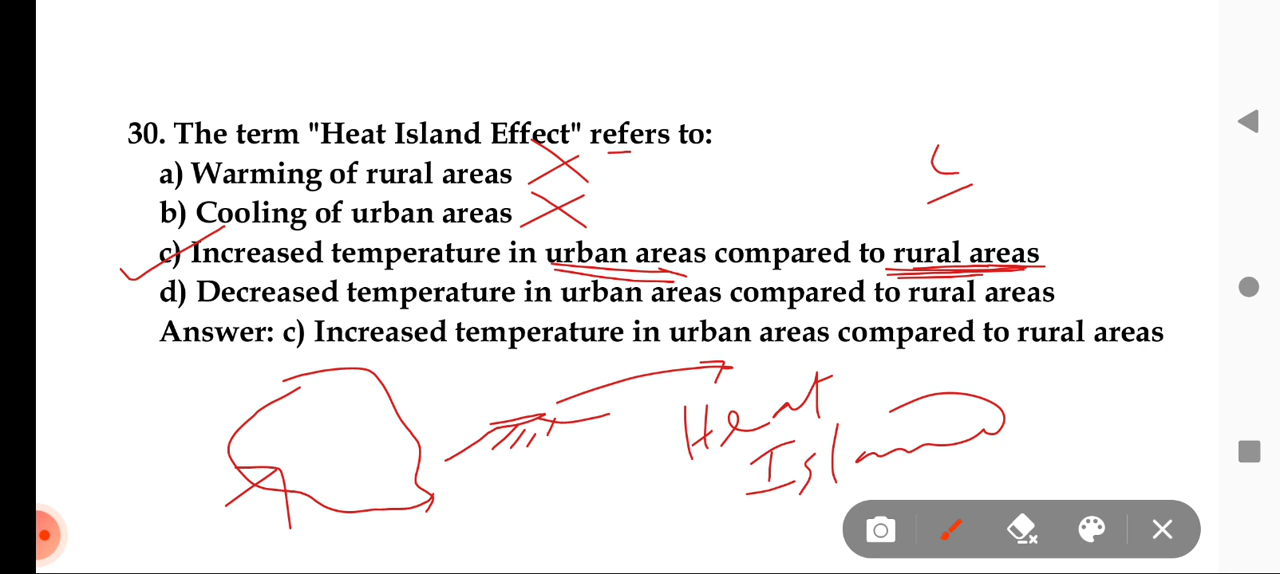 30. The term "Heat Island Effect" refers to:
a) Warming of rural areas
b) Cooling of urban areas
c) Increased temperature in urban areas compared to rural areas
d) Decreased temperature in urban areas compared to rural areas
Answer: c) Increased temperature in urban areas compared to rural areas
Heat
Island